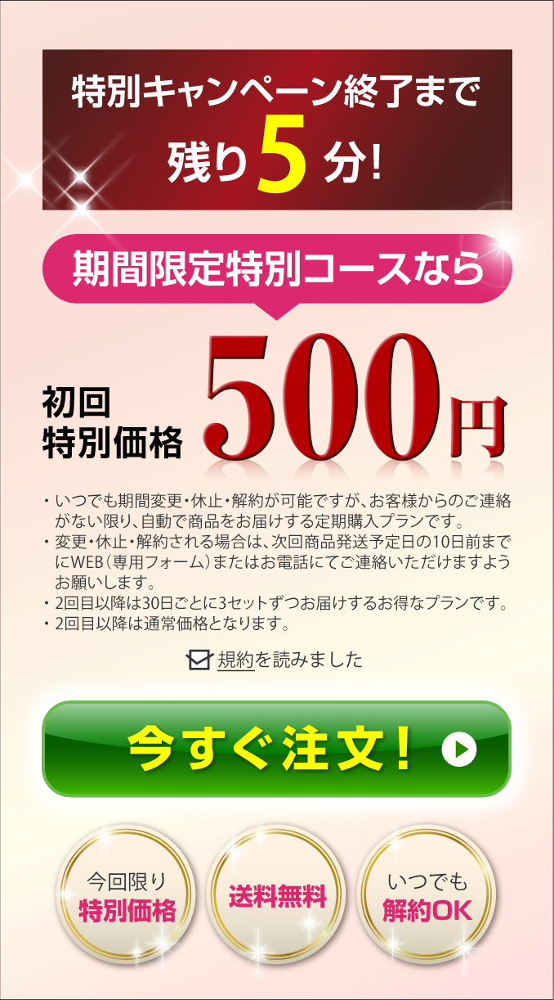 特別キャンペーン終了まで
残り5分!
期間限定特別コースなら
初回
特別価格
500円
・いつでも期間変更・休止・解約が可能ですが、お客様からのご連絡
がない限り、自動で商品をお届けする定期購入プランです。
・変更・休止・解約される場合は、次回商品発送予定日の10日前まで
にWEB(専用フォーム)またはお電話にてご連絡いただけますよう
お願いします。
・2回目以降は30日ごとに3セットずつお届けするお得なプランです。
・2回目以降は通常価格となります。
規約を読みました
今すぐ注文!
今回限り
特別価格
送料無料
いつでも
解約OK